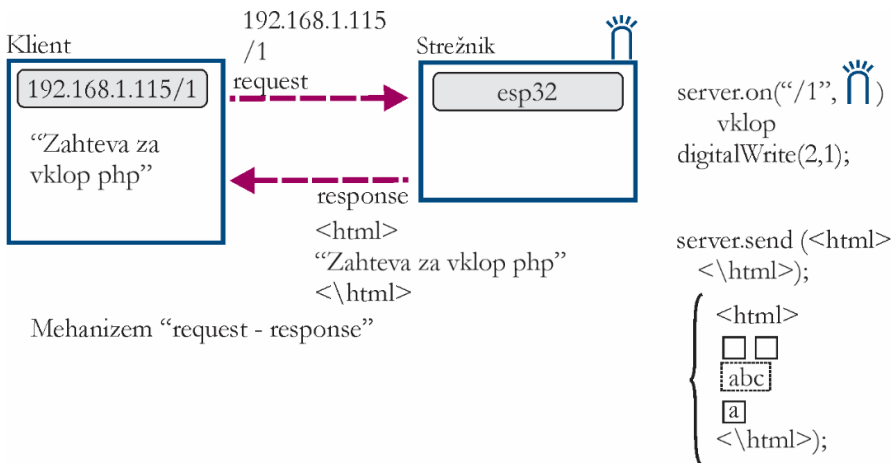 Klient
192.168.1.115/1
“Zahteva za
vklop php”
192.168.1.115
/1
request
response
<html>
“Zahteva za vklop php”
<\html>
Strežnik
esp32
Mehanizem “request - response”
server.on(“/1”, )
vklop
digitalWrite(2,1);
server.send (<html>
<\html>);
<html>
abc
a
<\html>);